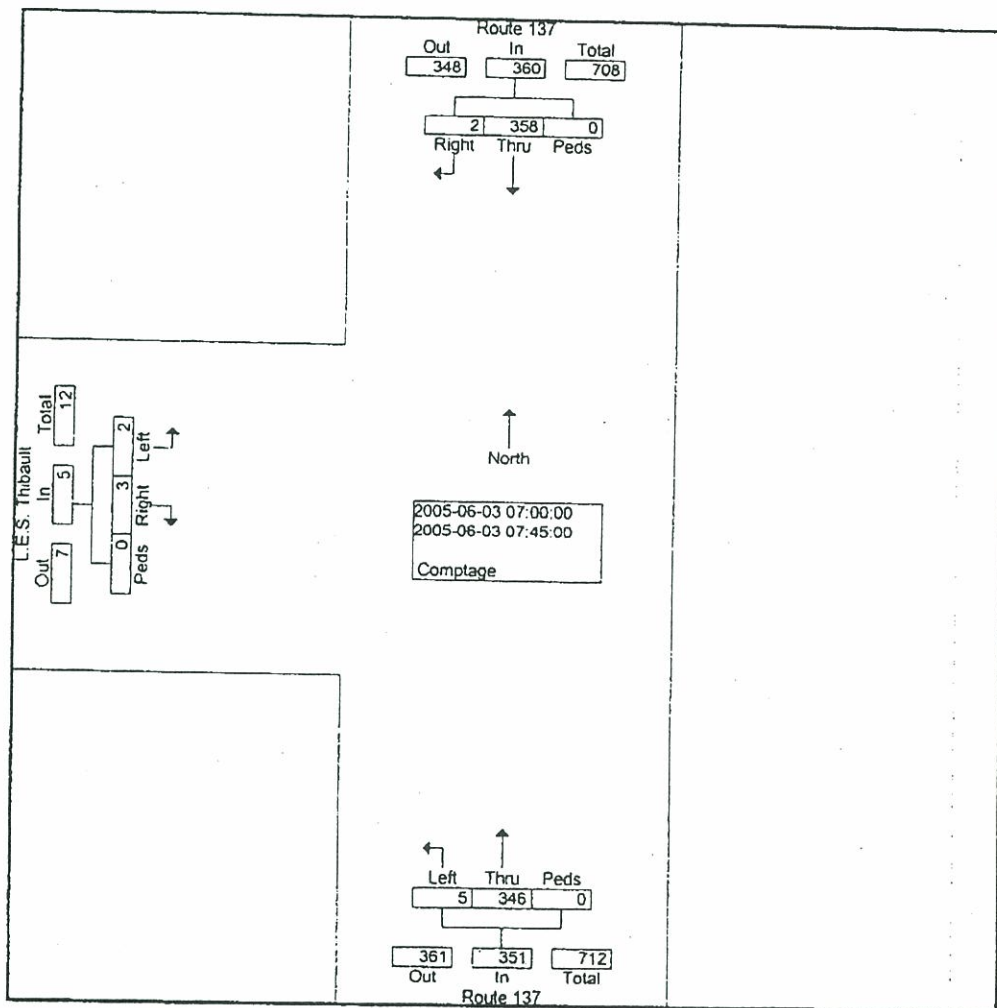 Route 137
Out In Total
348 360 708
2 358 0
Right Thru Peds
L.E.S. Thibault
Out In Total
7 5 12
0 3 2
Peds Right Left
North
2005-06-03 07:00:00
2005-06-03 07:45:00
Comptage
Left Thru Peds
5 346 0
361 351 712
Out In Total
Route 137